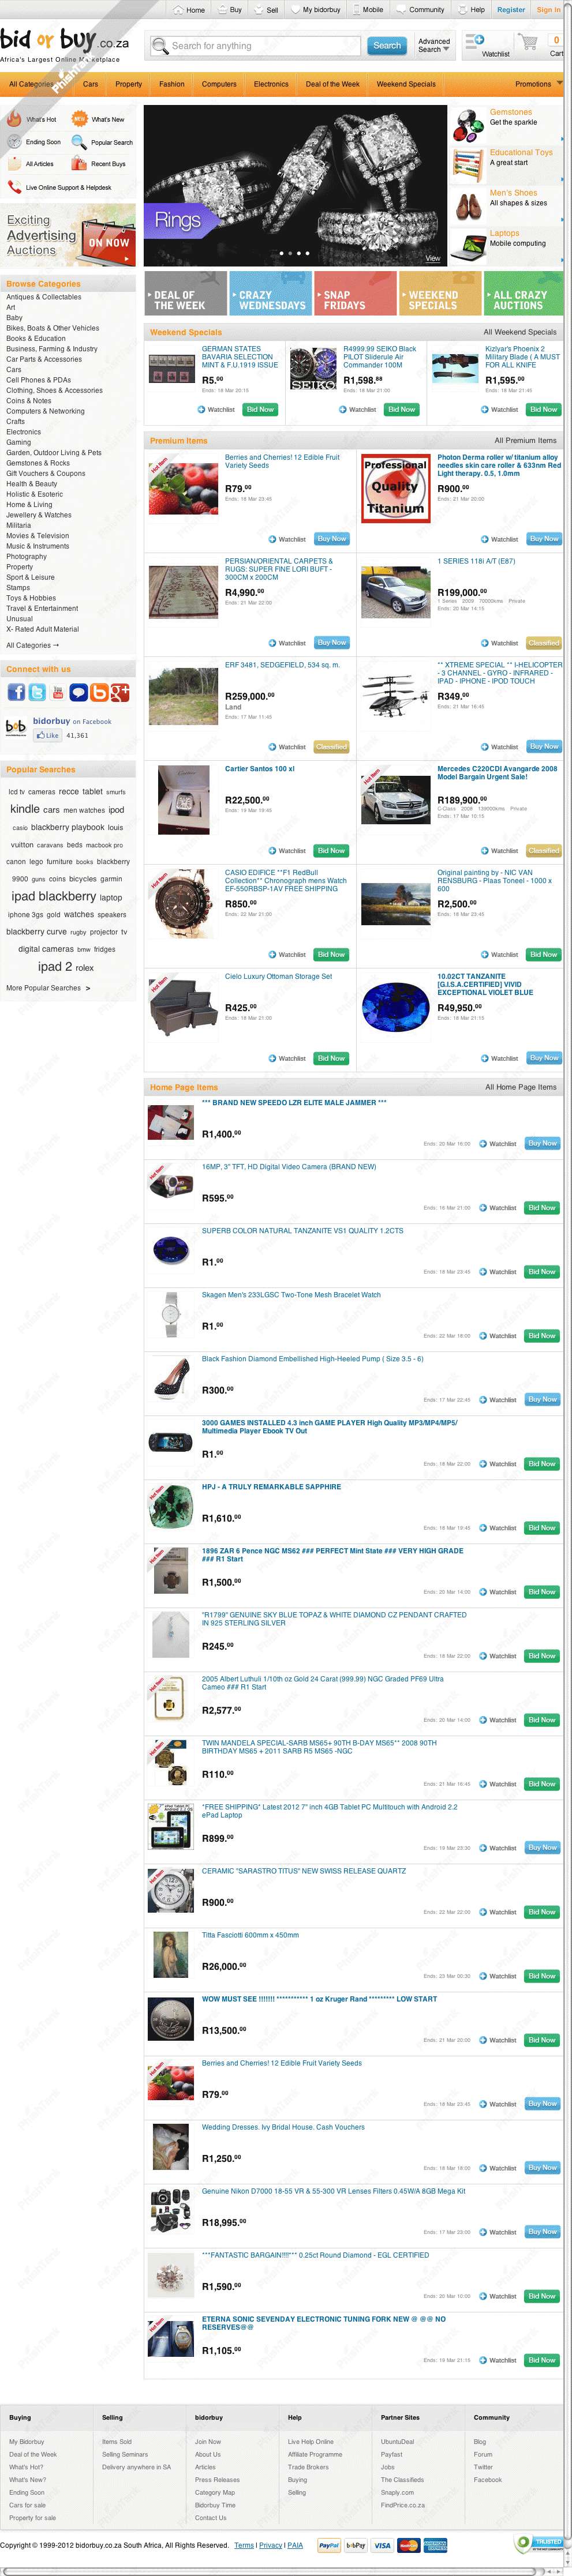 Home
Buy
Sell
My bidorbuy
Mobile
Community
Help
Register
Sign in
bid or buy.co.za
Africa's Largest Online Marketplace
Search for anything
Search
Advanced
Search
Watchlist
0
Cart
All Categories
Cars
Property
Fashion
Computers
Electronics
Deal of the Week
Weekend Specials
Promotions
What's Hot
What's New
Ending Soon
Popular Search
All Articles
Recent Buys
Live Online Support & Helpdesk
Exciting
Advertising
Auctions
ON NOW
Rings
View
Gemstones
Get the sparkle
Educational Toys
A great start
Men's Shoes
All shapes & sizes
Laptops
Mobile computing
DEAL OF
THE WEEK
CRAZY
WEDNESDAYS
SNAP
FRIDAYS
WEEKEND
SPECIALS
ALL CRAZY
AUCTIONS
Browse Categories
Antiques & Collectables
Art
Baby
Bikes, Boats & Other Vehicles
Books & Education
Business, Farming & Industry
Car Parts & Accessories
Cars
Cell Phones & PDAs
Clothing, Shoes & Accessories
Coins & Notes
Computers & Networking
Crafts
Electronics
Gaming
Garden, Outdoor Living & Pets
Gemstones & Rocks
Gift Vouchers & Coupons
Health & Beauty
Holistic & Esoteric
Home & Living
Jewellery & Watches
Militaria
Movies & Television
Music & Instruments
Photography
Property
Sport & Leisure
Stamps
Toys & Hobbies
Travel & Entertainment
Unusual
X- Rated Adult Material
All Categories →
Connect with us
bidorbuy on Facebook
Like 41,361
Popular Searches
lcd tv cameras recce tablet smurfs
kindle cars men watches ipod
casio blackberry playbook louis
vuitton caravans beds macbook pro
canon lego furniture books blackberry
9900 guns coins bicycles garmin
ipad blackberry laptop
iphone 3gs gold watches speakers
blackberry curve rugby projector tv
digital cameras bmw fridges
ipad 2 rolex
More Popular Searches >
Weekend Specials
All Weekend Specials
GERMAN STATES
BAVARIA SELECTION
MINT & F.U.1919 ISSUE
R5.00
Ends: 18 Mar 20:15
Watchlist
Bid Now
R4999.99 SEIKO Black
PILOT Sliderule Air
Commander 100M
R1,598.88
Ends: 18 Mar 21:00
Watchlist
Bid Now
Kizlyar's Phoenix 2
Military Blade ( A MUST
FOR ALL KNIFE
R1,595.00
Ends: 18 Mar 21:45
Watchlist
Bid Now
Premium Items
All Premium Items
Berries and Cherries! 12 Edible Fruit
Variety Seeds
R79.00
Ends: 18 Mar 23:45
Watchlist
Buy Now
Professional
Quality
Titanium
Photon Derma roller w/ titanium alloy
needles skin care roller & 633nm Red
Light therapy. 0.5, 1.0mm
R900.00
Ends: 21 Mar 20:00
Watchlist
Buy Now
PERSIAN/ORIENTAL CARPETS &
RUGS: SUPER FINE LORI BUFT -
300CM x 200CM
R4,990.00
Ends: 21 Mar 22:00
Watchlist
Buy Now
1 SERIES 118i A/T (E87)
R199,000.00
1 Series 2009 70000kms Private
Ends: 20 Mar 14:15
Watchlist
Classified
ERF 3481, SEDGEFIELD, 534 sq. m.
R259,000.00
Land
Ends: 17 Mar 11:45
Watchlist
Classified
** XTREME SPECIAL ** I-HELICOPTER
- 3 CHANNEL - GYRO - INFRARED -
IPAD - IPHONE - IPOD TOUCH
R349.00
Ends: 21 Mar 16:45
Watchlist
Buy Now
Cartier Santos 100 xl
R22,500.00
Ends: 19 Mar 19:45
Watchlist
Bid Now
Mercedes C220CDI Avangarde 2008
Model Bargain Urgent Sale!
R189,900.00
C-Class 2008 139000kms Private
Ends: 17 Mar 10:15
Watchlist
Classified
CASIO EDIFICE **F1 RedBull
Collection** Chronograph mens Watch
EF-550RBSP-1AV FREE SHIPPING
R850.00
Ends: 22 Mar 21:00
Watchlist
Bid Now
Original painting by - NIC VAN
RENSBURG - Plaas Toneel - 1000 x
600
R2,500.00
Ends: 18 Mar 23:45
Watchlist
Bid Now
Cielo Luxury Ottoman Storage Set
R425.00
Ends: 18 Mar 21:00
Watchlist
Bid Now
10.02CT TANZANITE
[G.I.S.A.CERTIFIED] VIVID
EXCEPTIONAL VIOLET BLUE
R49,950.00
Ends: 18 Mar 21:15
Watchlist
Buy Now
Home Page Items
All Home Page Items
*** BRAND NEW SPEEDO LZR ELITE MALE JAMMER ***
R1,400.00
Ends: 20 Mar 16:00
Watchlist
Buy Now
16MP, 3" TFT, HD Digital Video Camera (BRAND NEW)
R595.00
Ends: 16 Mar 21:00
Watchlist
Bid Now
SUPERB COLOR NATURAL TANZANITE VS1 QUALITY 1.2CTS
R1.00
Ends: 18 Mar 23:45
Watchlist
Bid Now
Skagen Men's 233LGSC Two-Tone Mesh Bracelet Watch
R1.00
Ends: 22 Mar 18:00
Watchlist
Bid Now
Black Fashion Diamond Embellished High-Heeled Pump ( Size 3.5 - 6)
R300.00
Ends: 17 Mar 22:45
Watchlist
Buy Now
3000 GAMES INSTALLED 4.3 inch GAME PLAYER High Quality MP3/MP4/MP5/
Multimedia Player Ebook TV Out
R1.00
Ends: 18 Mar 22:00
Watchlist
Bid Now
HPJ - A TRULY REMARKABLE SAPPHIRE
R1,610.00
Ends: 18 Mar 19:45
Watchlist
Bid Now
1896 ZAR 6 Pence NGC MS62 ### PERFECT Mint State ### VERY HIGH GRADE
### R1 Start
R1,500.00
Ends: 20 Mar 14:00
Watchlist
Bid Now
"R1799" GENUINE SKY BLUE TOPAZ & WHITE DIAMOND CZ PENDANT CRAFTED
IN 925 STERLING SILVER
R245.00
Ends: 18 Mar 22:00
Watchlist
Bid Now
2005 Albert Luthuli 1/10th oz Gold 24 Carat (999.99) NGC Graded PF69 Ultra
Cameo ### R1 Start
R2,577.00
Ends: 20 Mar 14:00
Watchlist
Bid Now
TWIN MANDELA SPECIAL-SARB MS65+ 90TH B-DAY MS65** 2008 90TH
BIRTHDAY MS65 + 2011 SARB R5 MS65 -NGC
R110.00
Ends: 21 Mar 16:45
Watchlist
Bid Now
*FREE SHIPPING* Latest 2012 7" inch 4GB Tablet PC Multitouch with Android 2.2
ePad Laptop
R899.00
Ends: 19 Mar 23:30
Watchlist
Buy Now
CERAMIC "SARASTRO TITUS" NEW SWISS RELEASE QUARTZ
R900.00
Ends: 22 Mar 22:00
Watchlist
Bid Now
Titta Fasciotti 600mm x 450mm
R26,000.00
Ends: 23 Mar 00:30
Watchlist
Bid Now
WOW MUST SEE !!!!!!! *********** 1 oz Kruger Rand ********* LOW START
R13,500.00
Ends: 21 Mar 20:00
Watchlist
Bid Now
Berries and Cherries! 12 Edible Fruit Variety Seeds
R79.00
Ends: 18 Mar 23:45
Watchlist
Buy Now
Wedding Dresses. Ivy Bridal House. Cash Vouchers
R1,250.00
Ends: 18 Mar 18:00
Watchlist
Buy Now
Genuine Nikon D7000 18-55 VR & 55-300 VR Lenses Filters 0.45W/A 8GB Mega Kit
R18,995.00
Ends: 17 Mar 23:00
Watchlist
Buy Now
***FANTASTIC BARGAIN!!!!*** 0.25ct Round Diamond - EGL CERTIFIED
R1,590.00
Ends: 20 Mar 10:00
Watchlist
Bid Now
ETERNA SONIC SEVENDAY ELECTRONIC TUNING FORK NEW @ @@ NO
RESERVES@@
R1,105.00
Ends: 19 Mar 21:15
Watchlist
Bid Now
Buying
My Bidorbuy
Deal of the Week
What's Hot?
What's New?
Ending Soon
Cars for sale
Property for sale
Selling
Items Sold
Selling Seminars
Delivery anywhere in SA
bidorbuy
Join Now
About Us
Articles
Press Releases
Category Map
Bidorbuy Time
Contact Us
Help
Live Help Online
Affiliate Programme
Trade Brokers
Buying
Selling
Partner Sites
UbuntuDeal
Payfast
Jobs
The Classifieds
Snaply.com
FindPrice.co.za
Community
Blog
Forum
Twitter
Facebook
Copyright © 1999-2012 bidorbuy.co.za South Africa, All Rights Reserved. Terms | Privacy | PAIA
PayPal
bobPay
VISA
MasterCard
TRUSTED